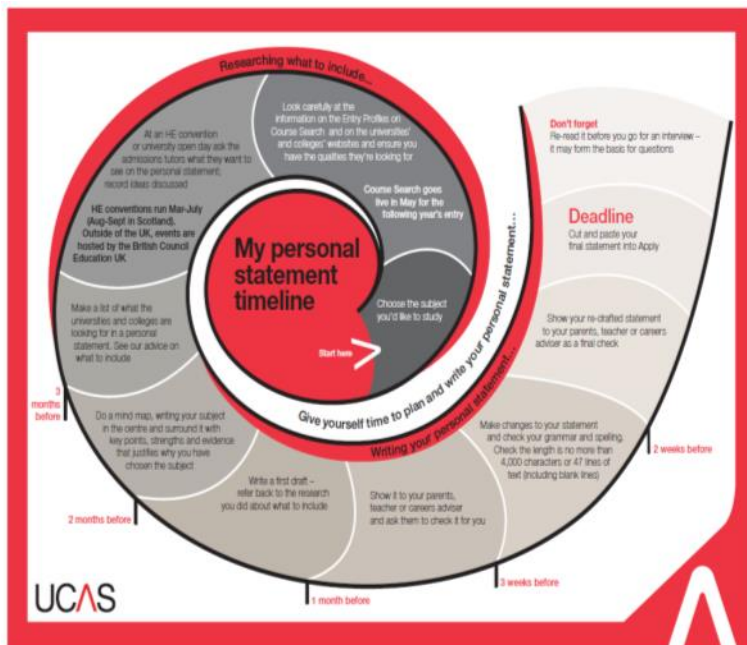 Researching what to include...
My personal
statement
timeline
Start here
Choose the subject
you'd like to study
Course Search goes
live in May for the
following year's entry
Look carefully at the
information on the Entry Profiles on
Course Search and on the universities'
and colleges' websites and ensure you
have the qualities they're looking for
At an HE convention
or university open day ask the
admissions tutors what they want to
see on the personal statement;
record ideas discussed
HE conventions run Mar-July
(Aug-Sept in Scotland).
Outside of the UK, events are
hosted by the British Council
Education UK
Make a list of what the
universities and colleges are
looking for in a personal
statement. See our advice on
what to include
3
months
before
Do a mind map, writing your subject
in the centre and surround it with
key points, strengths and evidence
that justifies why you have
chosen the subject
2 months before
Give yourself time to plan and write your personal statement...
Writing your personal statement...
Write a first draft –
refer back to the research
you did about what to include
1 month before
Show it to your parents,
teacher or careers adviser
and ask them to check it for you
3 weeks before
Make changes to your statement
and check your grammar and spelling.
Check the length is no more than
4,000 characters or 47 lines of
text (including blank lines)
2 weeks before
Show your re-drafted statement
to your parents, teacher or careers
adviser as a final check
Deadline
Cut and paste your
final statement into Apply
Don't forget
Re-read it before you go for an interview –
it may form the basis for questions
UCAS